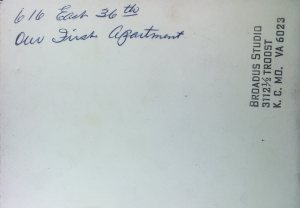 616 East 36th
Our First Apartment
BROADUS STUDIO
3112½ TROOST
K. C. MO. VA 6023